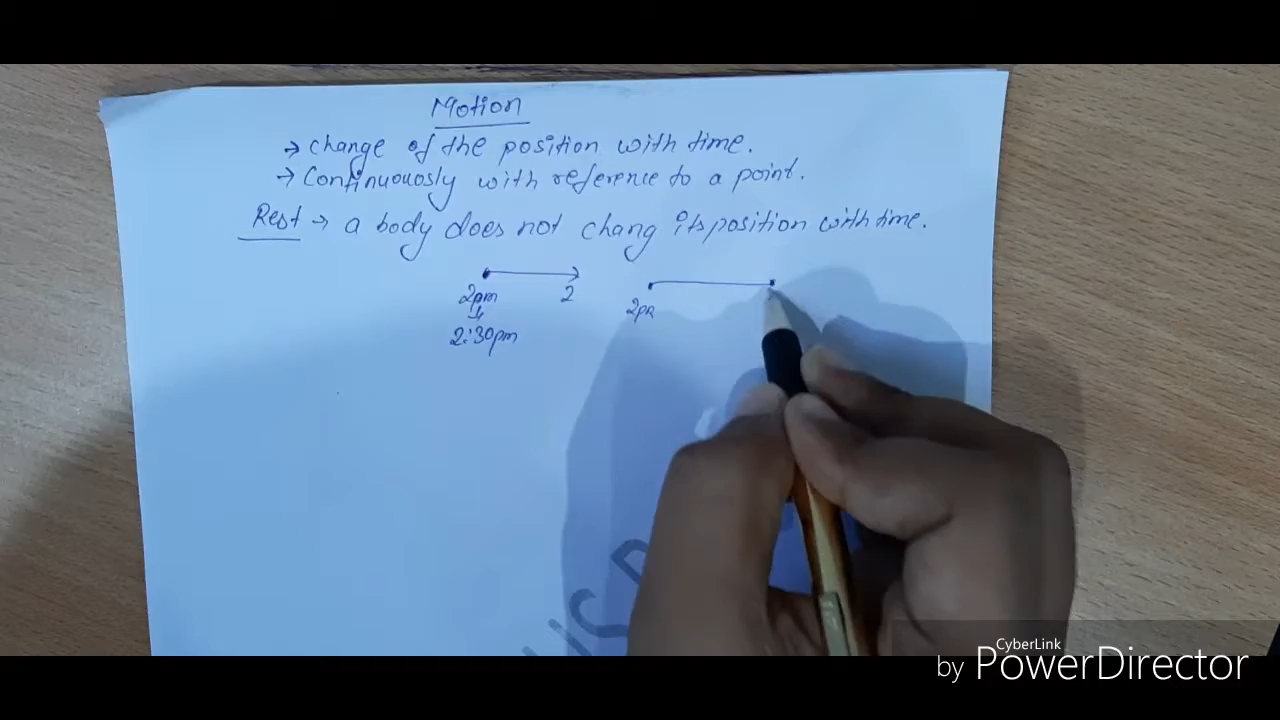 Motion
→ change of the position with time.
→ Continuously with reference to a point.
Rest → a body does not chang its position with time.
2pm
2
2:30pm
2pm
CyberLink
by PowerDirector